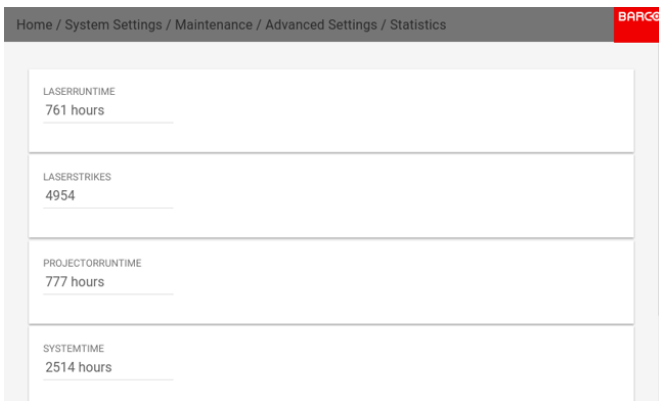 Home / System Settings / Maintenance / Advanced Settings / Statistics
BARCO
LASERRUNTIME
761 hours
LASERSTRIKES
4954
PROJECTORRUNTIME
777 hours
SYSTEMTIME
2514 hours